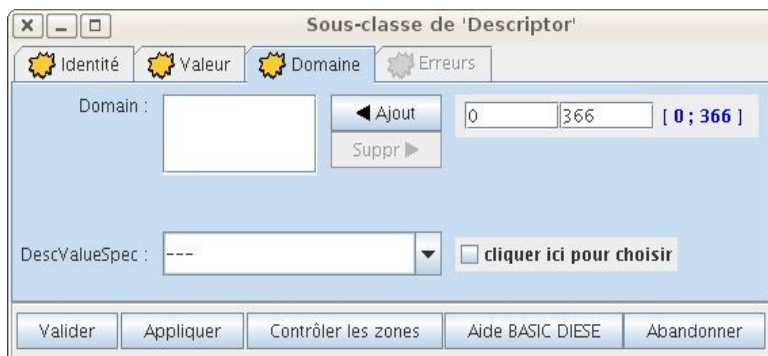 Sous-classe de 'Descriptor'
Identité Valeur Domaine Erreurs
Domain : Ajout 0 366 [ 0 ; 366 ]
Suppr
DescValueSpec : --- cliquer ici pour choisir
Valider Appliquer Contrôler les zones Aide BASIC DIESE Abandonner